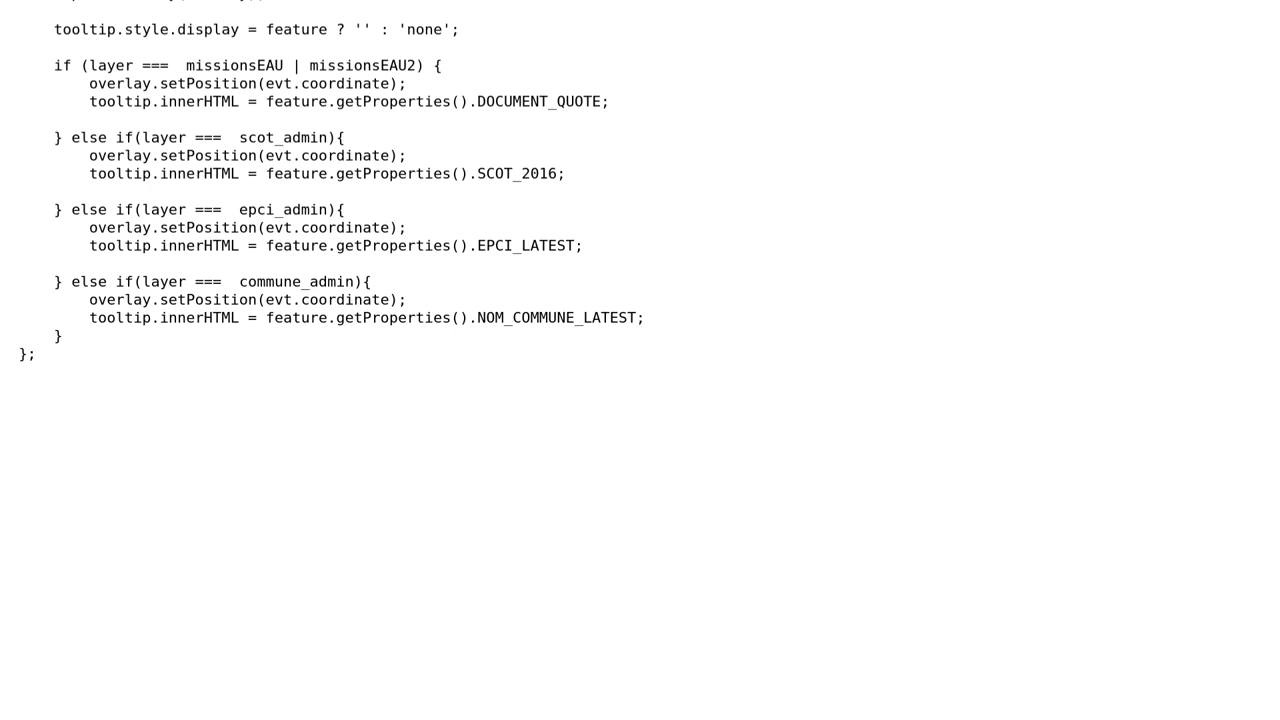 tooltip.style.display = feature ? '' : 'none';
    if (layer ===  missionsEAU | missionsEAU2) {
        overlay.setPosition(evt.coordinate);
        tooltip.innerHTML = feature.getProperties().DOCUMENT_QUOTE;
    } else if(layer ===  scot_admin){
        overlay.setPosition(evt.coordinate);
        tooltip.innerHTML = feature.getProperties().SCOT_2016;
    } else if(layer ===  epci_admin){
        overlay.setPosition(evt.coordinate);
        tooltip.innerHTML = feature.getProperties().EPCI_LATEST;
    } else if(layer ===  commune_admin){
        overlay.setPosition(evt.coordinate);
        tooltip.innerHTML = feature.getProperties().NOM_COMMUNE_LATEST;
    }
};